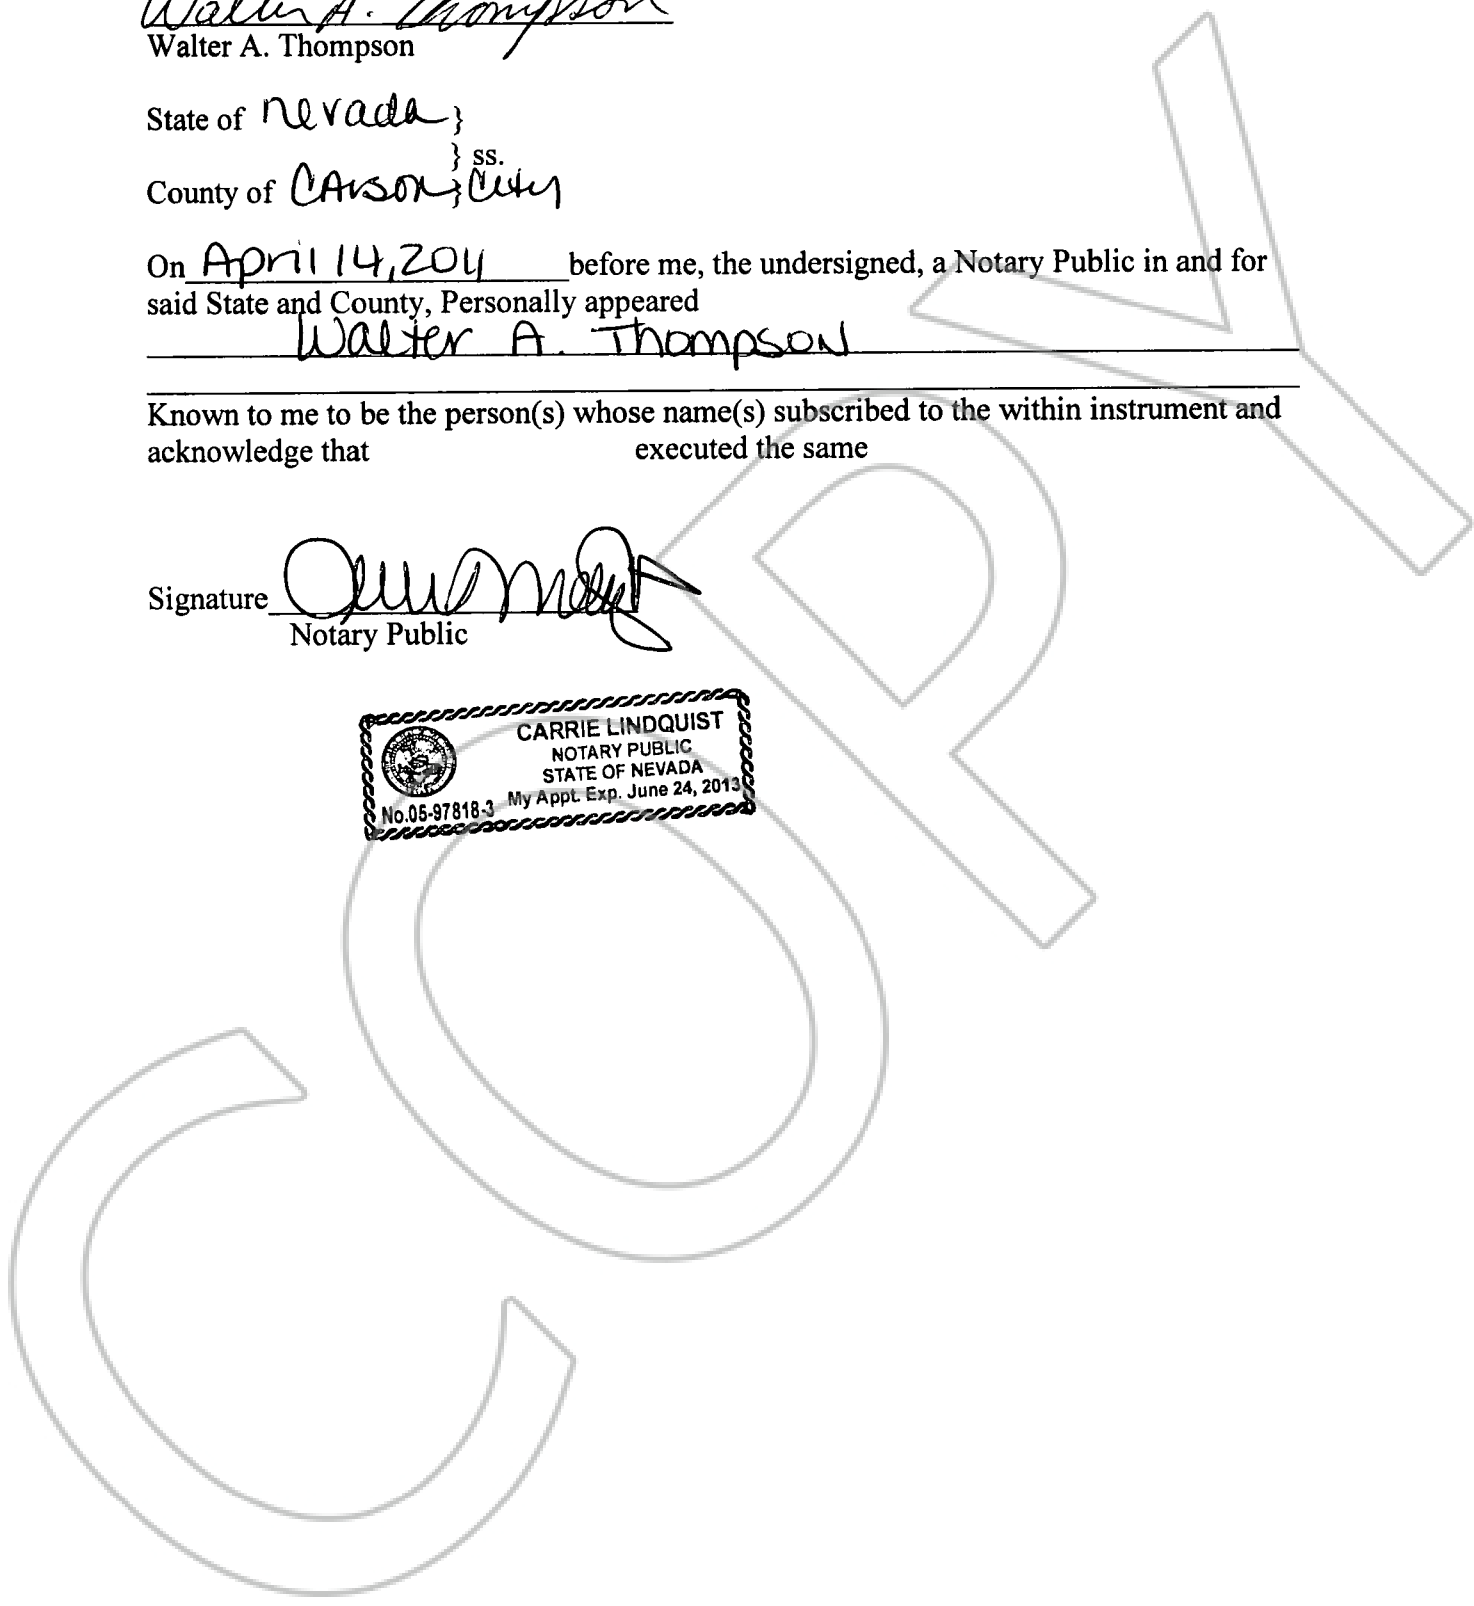 Walter A. Thompson
Walter A. Thompson
State of Nevada }
} ss.
County of Carson } City
On April 14, 2011 before me, the undersigned, a Notary Public in and for
said State and County, Personally appeared
Walter A. Thompson
Known to me to be the person(s) whose name(s) subscribed to the within instrument and
acknowledge that executed the same
Signature
Notary Public
CARRIE LINDQUIST
NOTARY PUBLIC
STATE OF NEVADA
No.05-97818-3 My Appt. Exp. June 24, 2013
COPY